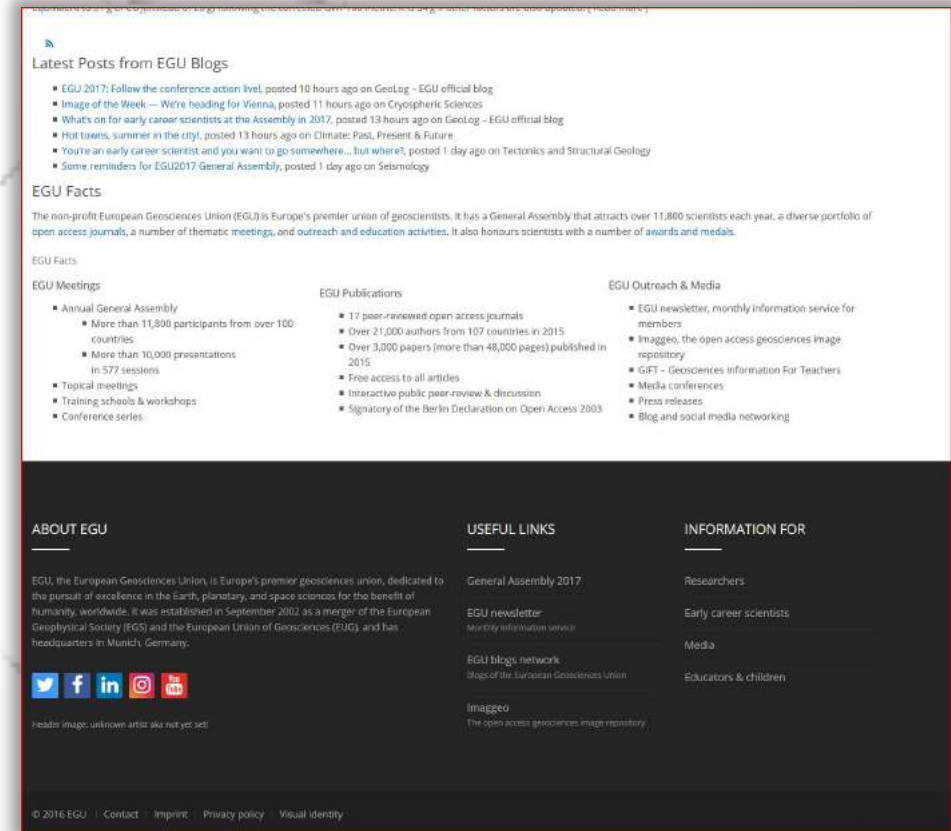 Latest Posts from EGU Blogs
EGU 2017: Follow the conference action live!, posted 10 hours ago on GeoLog – EGU official blog
Image of the Week — We're heading for Vienna, posted 11 hours ago on Cryospheric Sciences
What's on for early career scientists at the Assembly in 2017, posted 13 hours ago on GeoLog – EGU official blog
Hot towns, summer in the city!, posted 13 hours ago on Climate: Past, Present & Future
You're an early career scientist and you want to go somewhere... but where?, posted 1 day ago on Tectonics and Structural Geology
Some reminders for EGU2017 General Assembly, posted 1 day ago on Seismology
EGU Facts
The non-profit European Geosciences Union (EGU) is Europe's premier union of geoscientists. It has a General Assembly that attracts over 11,800 scientists each year, a diverse portfolio of
open access journals, a number of thematic meetings, and outreach and education activities. It also honours scientists with a number of awards and medals.
EGU Facts
EGU Meetings
Annual General Assembly
More than 11,800 participants from over 100
countries
More than 10,000 presentations
in 577 sessions
Topical meetings
Training schools & workshops
Conference series
EGU Publications
17 peer-reviewed open access journals
Over 21,000 authors from 107 countries in 2015
Over 3,000 papers (more than 48,000 pages) published in
2015
Free access to all articles
Interactive public peer-review & discussion
Signatory of the Berlin Declaration on Open Access 2003
EGU Outreach & Media
EGU newsletter, monthly information service for
members
Imaggeo, the open access geosciences image
repository
GIFT – Geosciences Information For Teachers
Media conferences
Press releases
Blog and social media networking
ABOUT EGU
EGU, the European Geosciences Union, is Europe's premier geosciences union, dedicated to
the pursuit of excellence in the Earth, planetary, and space sciences for the benefit of
humanity, worldwide. It was established in September 2002 as a merger of the European
Geophysical Society (EGS) and the European Union of Geosciences (EUG), and has
headquarters in Munich, Germany.
in
You
Tube
Header image: unknown artist aka not yet set!
USEFUL LINKS
General Assembly 2017
EGU newsletter
Monthly information service
EGU blogs network
Blogs of the European Geosciences Union
Imaggeo
The open access geosciences image repository
INFORMATION FOR
Researchers
Early career scientists
Media
Educators & children
© 2016 EGU | Contact | Imprint | Privacy policy | Visual identity